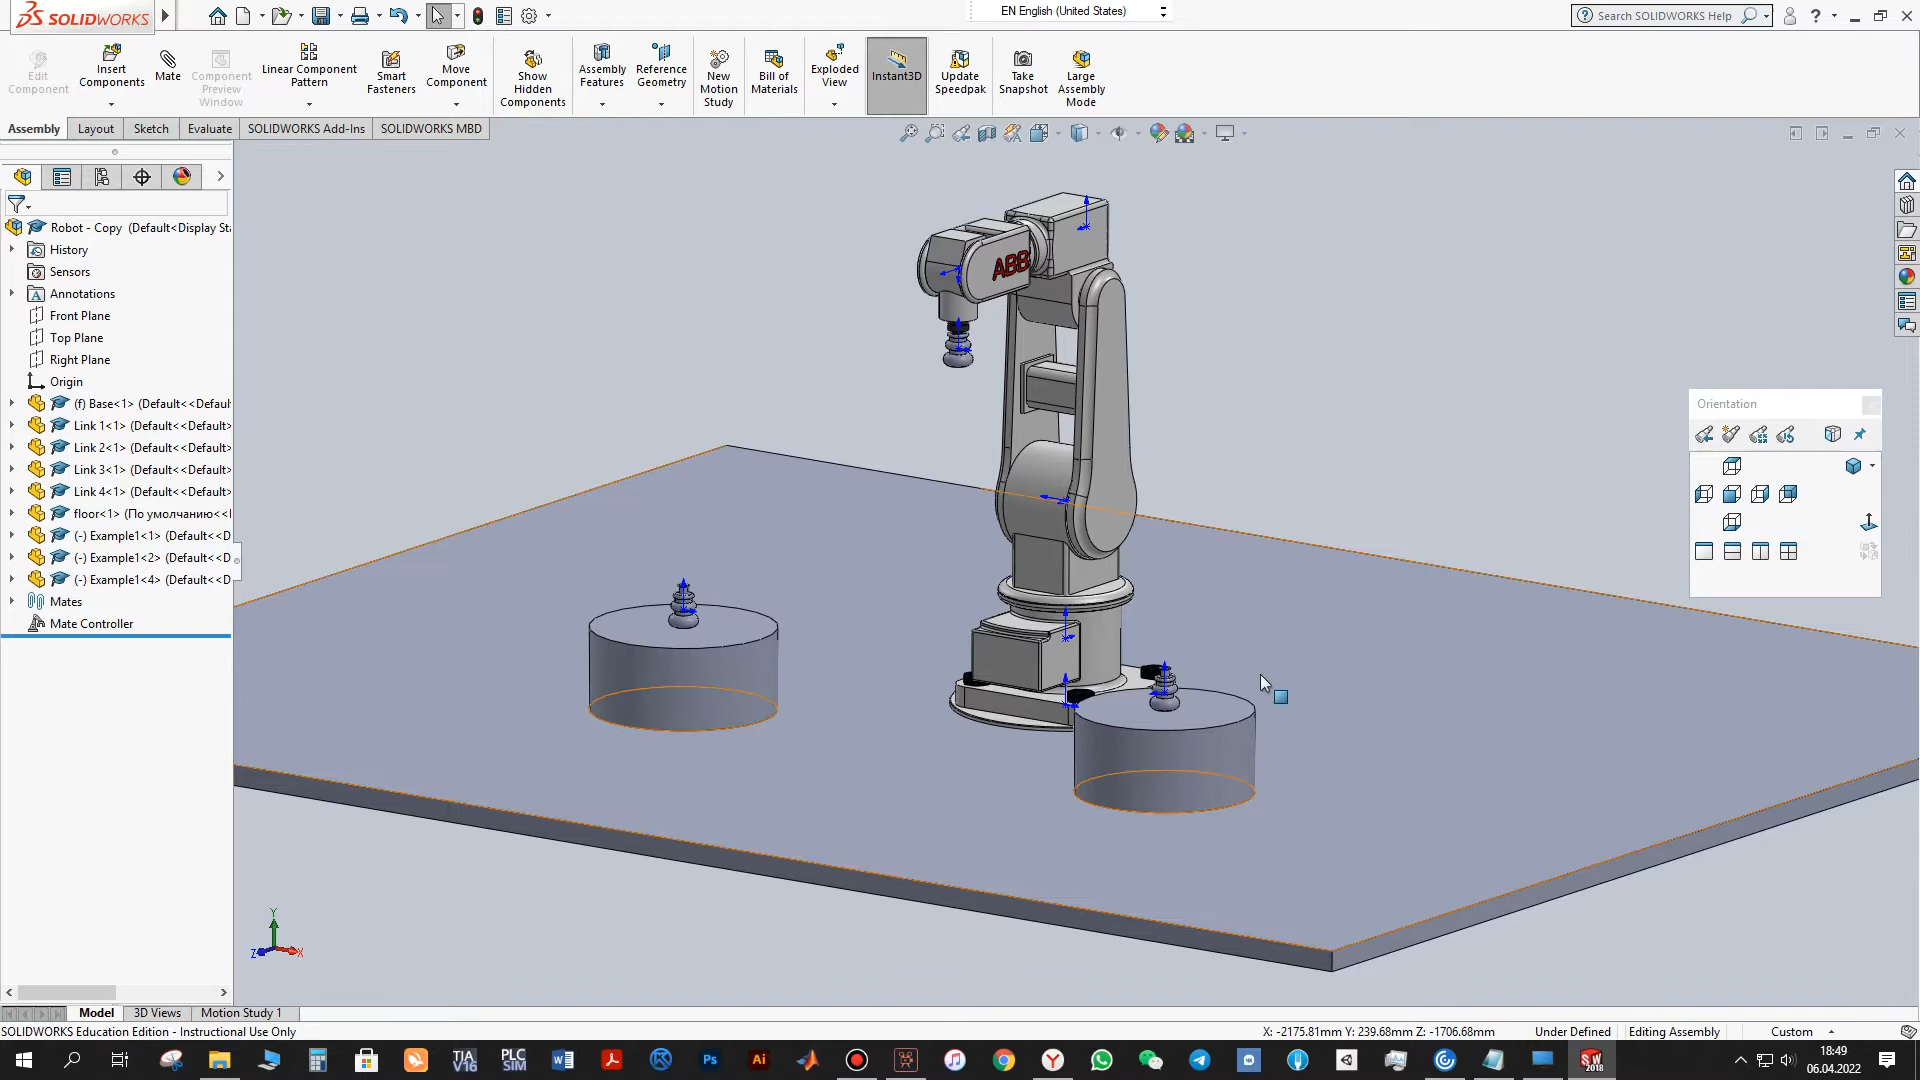 SOLIDWORKS
EN English (United States)
Search SOLIDWORKS Help
Edit Component
Insert Components
Mate
Component Preview Window
Linear Component Pattern
Smart Fasteners
Move Component
Show Hidden Components
Assembly Features
Reference Geometry
New Motion Study
Bill of Materials
Exploded View
Instant3D
Update Speedpak
Take Snapshot
Large Assembly Mode
Assembly
Layout
Sketch
Evaluate
SOLIDWORKS Add-Ins
SOLIDWORKS MBD
Robot - Copy (Default<Display Sta
History
Sensors
Annotations
Front Plane
Top Plane
Right Plane
Origin
(f) Base<1> (Default<<Defaul
Link 1<1> (Default<<Default>
Link 2<1> (Default<<Default>
Link 3<1> (Default<<Default>
Link 4<1> (Default<<Default>
floor<1> (По умолчанию<<I
(-) Example1<1> (Default<<D
(-) Example1<2> (Default<<D
(-) Example1<4> (Default<<D
Mates
Mate Controller
ABB
Orientation
Y
Z
X
Model
3D Views
Motion Study 1
SOLIDWORKS Education Edition - Instructional Use Only
X: -2175.81mm Y: 239.68mm Z: -1706.68mm
Under Defined
Editing Assembly
Custom
TIA V16
PLC SIM
Ps
Ai
SW 2018
18:49
06.04.2022